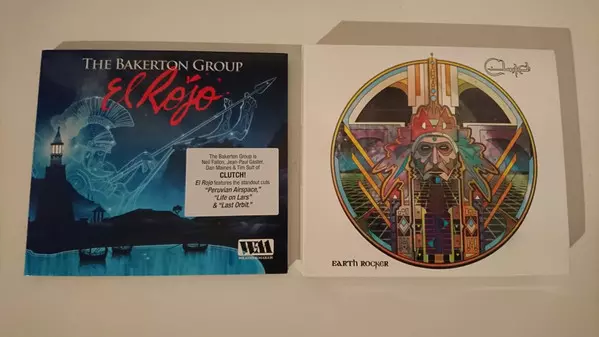 THE BAKERTON GROUP
El Rojo
The Bakerton Group is
Neil Fallon, Jean-Paul Gaster,
Dan Maines & Tim Sult of
CLUTCH!
El Rojo features the standout cuts
"Peruvian Airspace,"
"Life on Lars"
& "Last Orbit."
Clutch
EARTH ROCKER